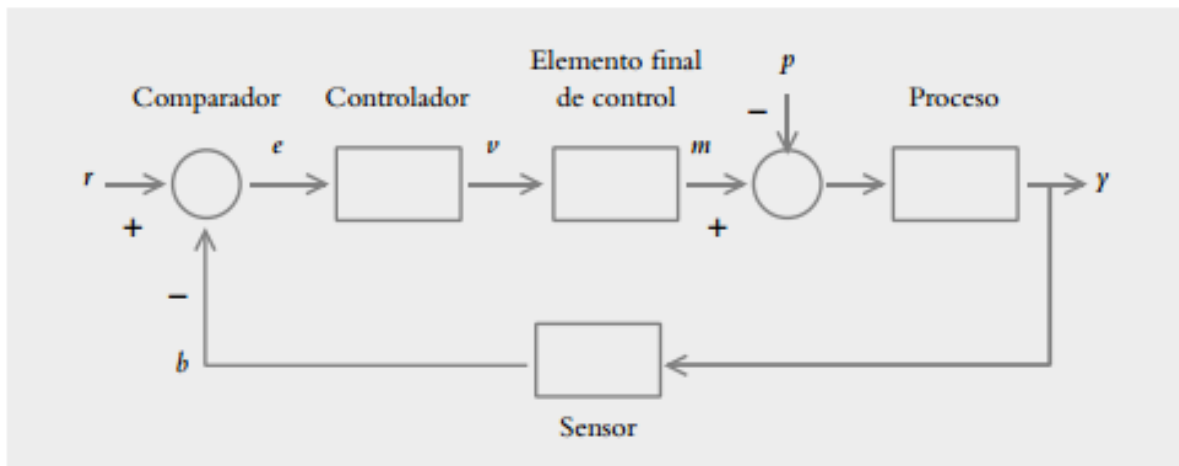 Elemento final
de control
p
Comparador
Controlador
Proceso
−
e
v
m
r
γ
+
+
−
b
Sensor